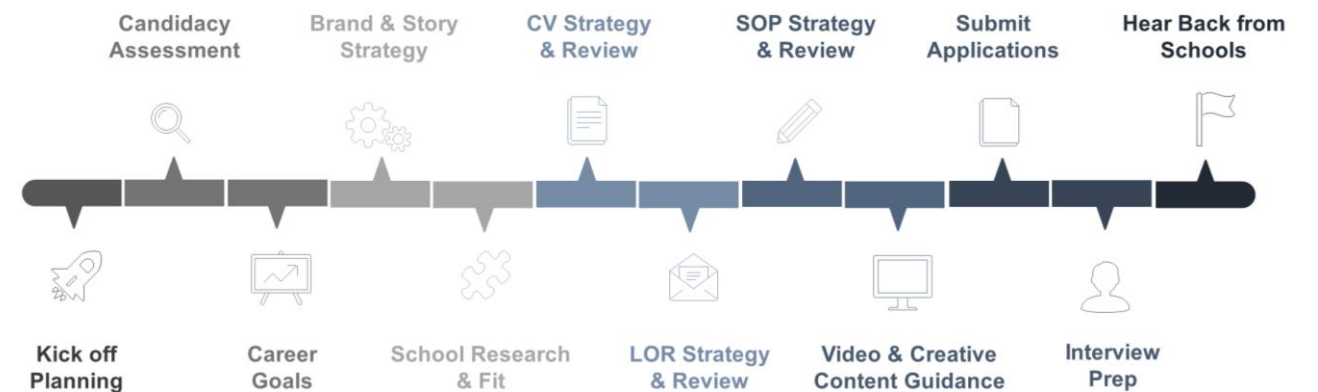 Candidacy
Assessment
Brand & Story
Strategy
CV Strategy
& Review
SOP Strategy
& Review
Submit
Applications
Hear Back from
Schools
Kick off
Planning
Career
Goals
School Research
& Fit
LOR Strategy
& Review
Video & Creative
Content Guidance
Interview
Prep